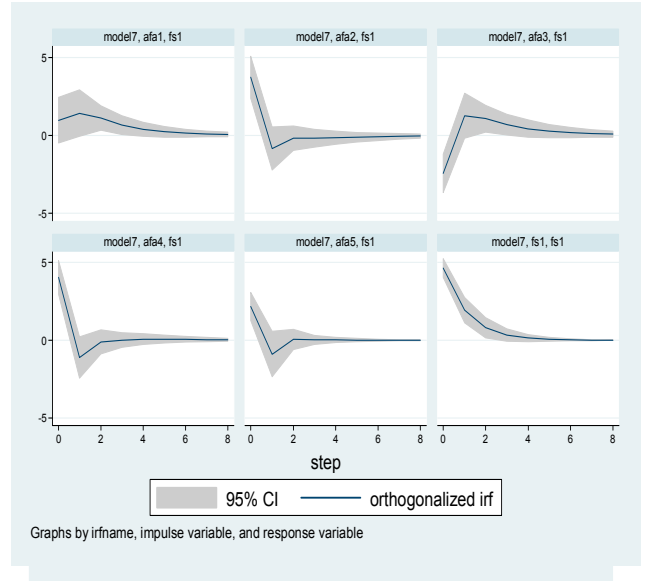 model7, afa1, fs1
model7, afa2, fs1
model7, afa3, fs1
5
0
-5
model7, afa4, fs1
model7, afa5, fs1
model7, fs1, fs1
5
0
-5
0 2 4 6 8
0 2 4 6 8
0 2 4 6 8
step
95% CI
orthogonalized irf
Graphs by irfname, impulse variable, and response variable